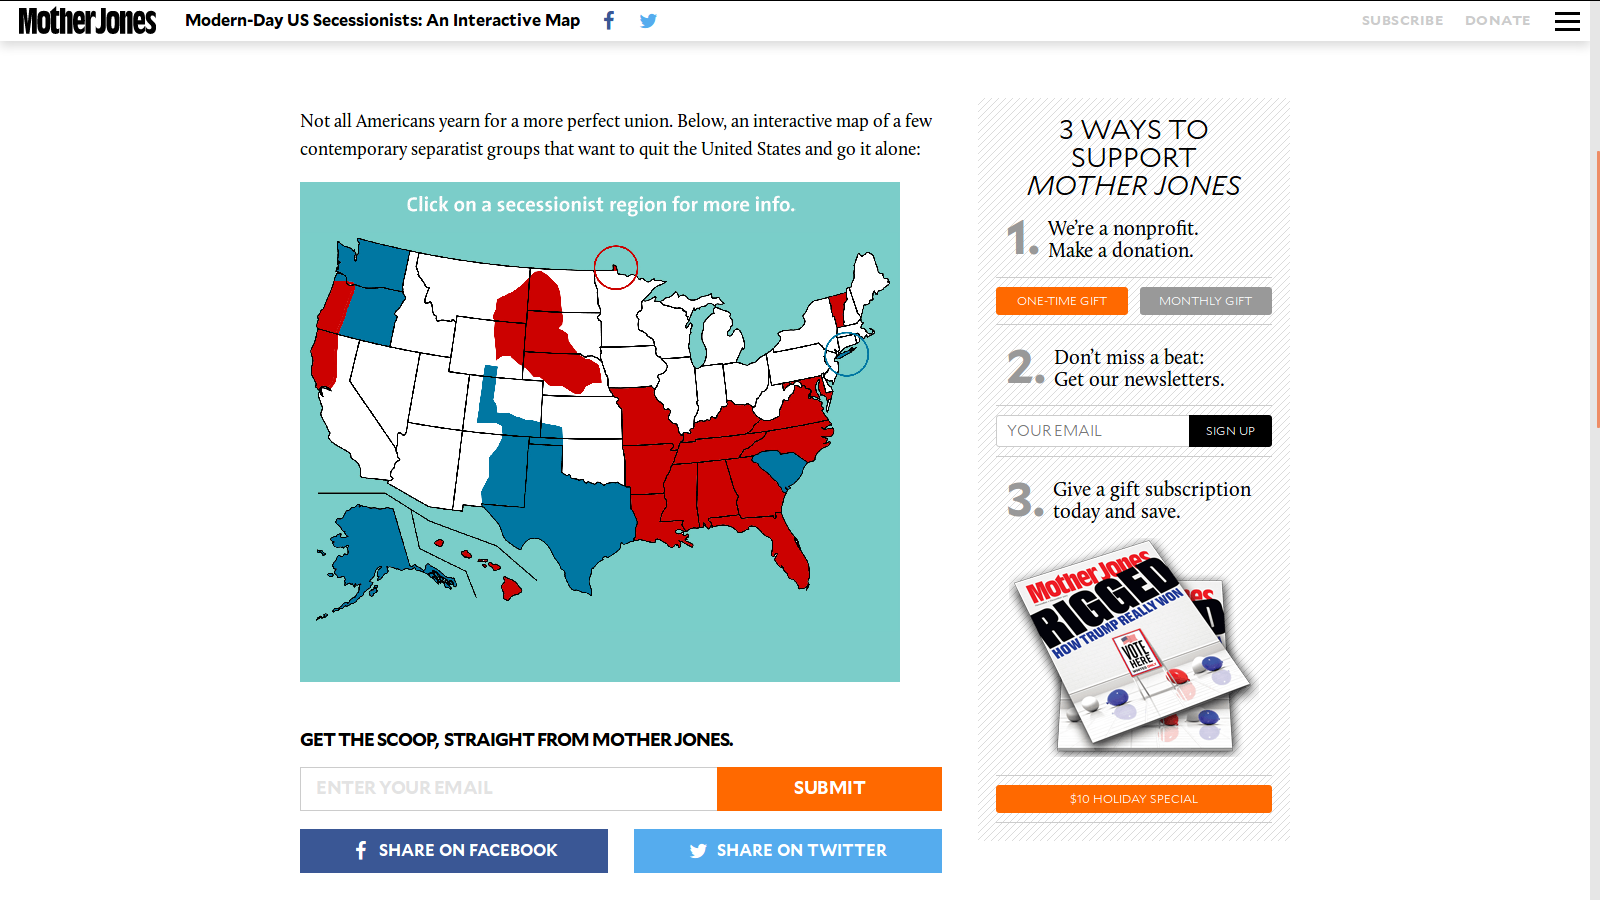 Mother Jones
Modern-Day US Secessionists: An Interactive Map
SUBSCRIBE
DONATE
Not all Americans yearn for a more perfect union. Below, an interactive map of a few
contemporary separatist groups that want to quit the United States and go it alone:
Click on a secessionist region for more info.
GET THE SCOOP, STRAIGHT FROM MOTHER JONES.
ENTER YOUR EMAIL
SUBMIT
SHARE ON FACEBOOK
SHARE ON TWITTER
3 WAYS TO
SUPPORT
MOTHER JONES
1. We're a nonprofit.
Make a donation.
ONE-TIME GIFT
MONTHLY GIFT
2. Don't miss a beat:
Get our newsletters.
YOUR EMAIL
SIGN UP
3. Give a gift subscription
today and save.
Mother Jones
RIGGED
HOW TRUMP REALLY WON
VOTE
HERE
$10 HOLIDAY SPECIAL